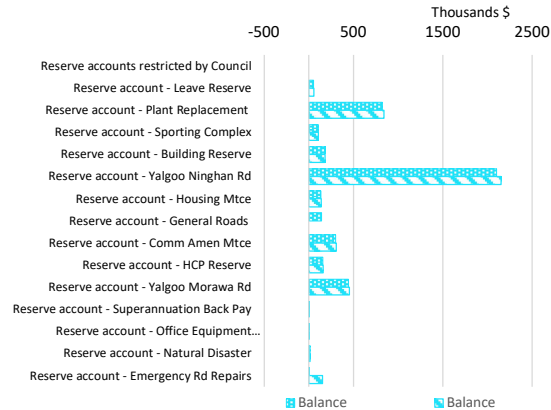 Thousands $
-500 500 1500 2500
Reserve accounts restricted by Council
Reserve account - Leave Reserve
Reserve account - Plant Replacement
Reserve account - Sporting Complex
Reserve account - Building Reserve
Reserve account - Yalgoo Ninghan Rd
Reserve account - Housing Mtce
Reserve account - General Roads
Reserve account - Comm Amen Mtce
Reserve account - HCP Reserve
Reserve account - Yalgoo Morawa Rd
Reserve account - Superannuation Back Pay
Reserve account - Office Equipment...
Reserve account - Natural Disaster
Reserve account - Emergency Rd Repairs
Balance Balance